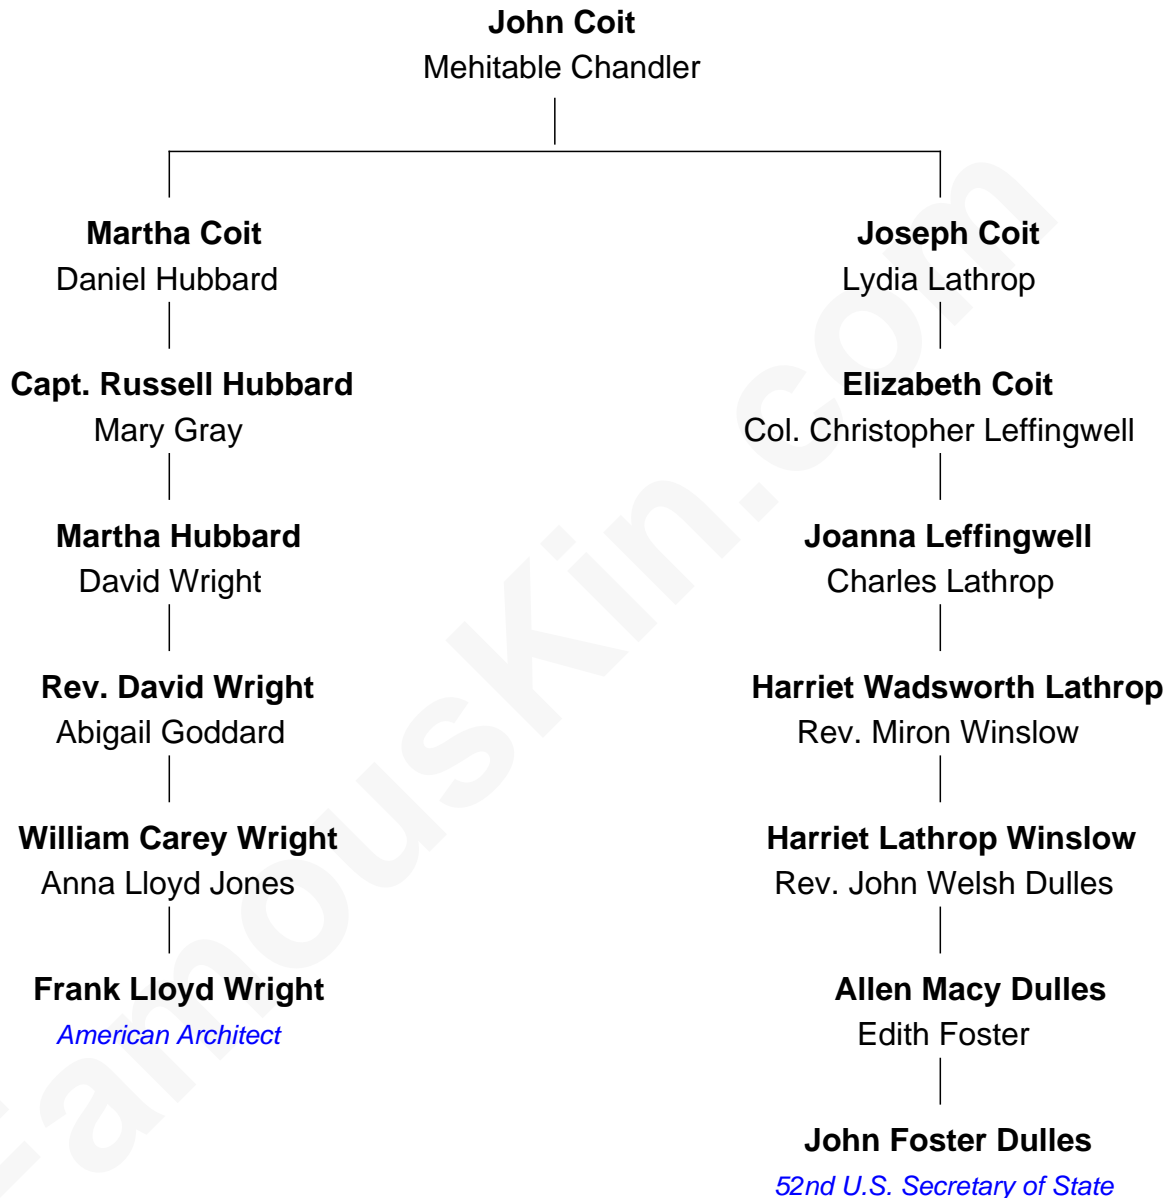 John Coit
Mehitable Chandler
Martha Coit
Daniel Hubbard
Capt. Russell Hubbard
Mary Gray
Martha Hubbard
David Wright
Rev. David Wright
Abigail Goddard
William Carey Wright
Anna Lloyd Jones
Frank Lloyd Wright
American Architect
Joseph Coit
Lydia Lathrop
Elizabeth Coit
Col. Christopher Leffingwell
Joanna Leffingwell
Charles Lathrop
Harriet Wadsworth Lathrop
Rev. Miron Winslow
Harriet Lathrop Winslow
Rev. John Welsh Dulles
Allen Macy Dulles
Edith Foster
John Foster Dulles
52nd U.S. Secretary of State
FamousKin.com